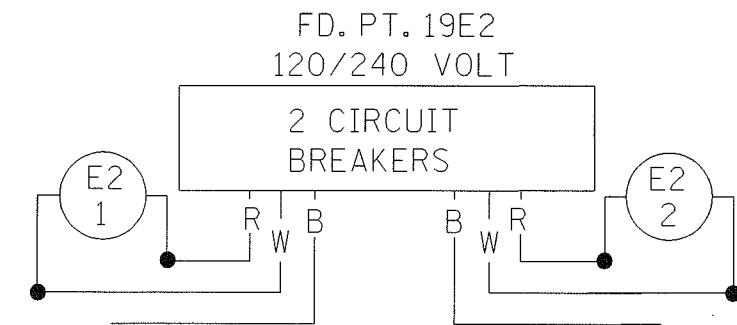 FD. PT. 19E2
120/240 VOLT
2 CIRCUIT
BREAKERS
E2
1
E2
2
R
W
B
B
W
R